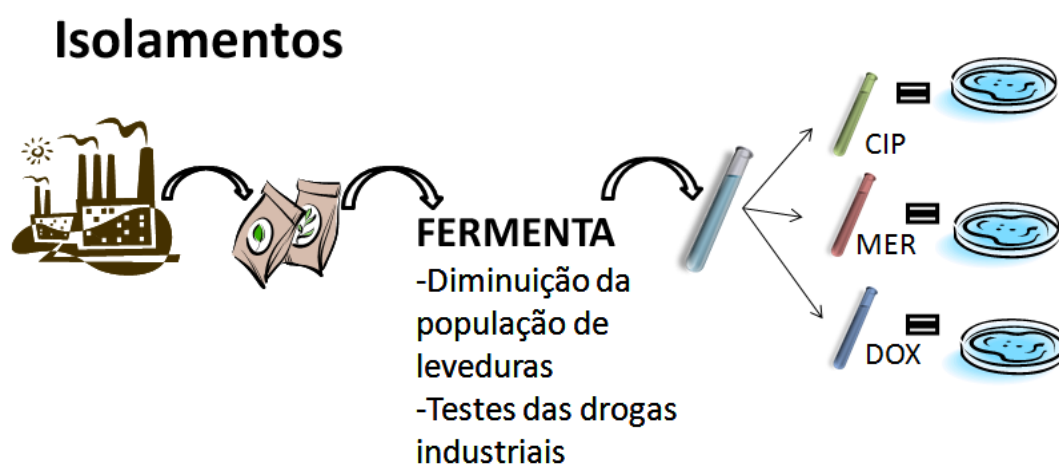 Isolamentos
CIP
FERMENTA
-Diminuição da
população de
leveduras
-Testes das drogas
industriais
MER
DOX